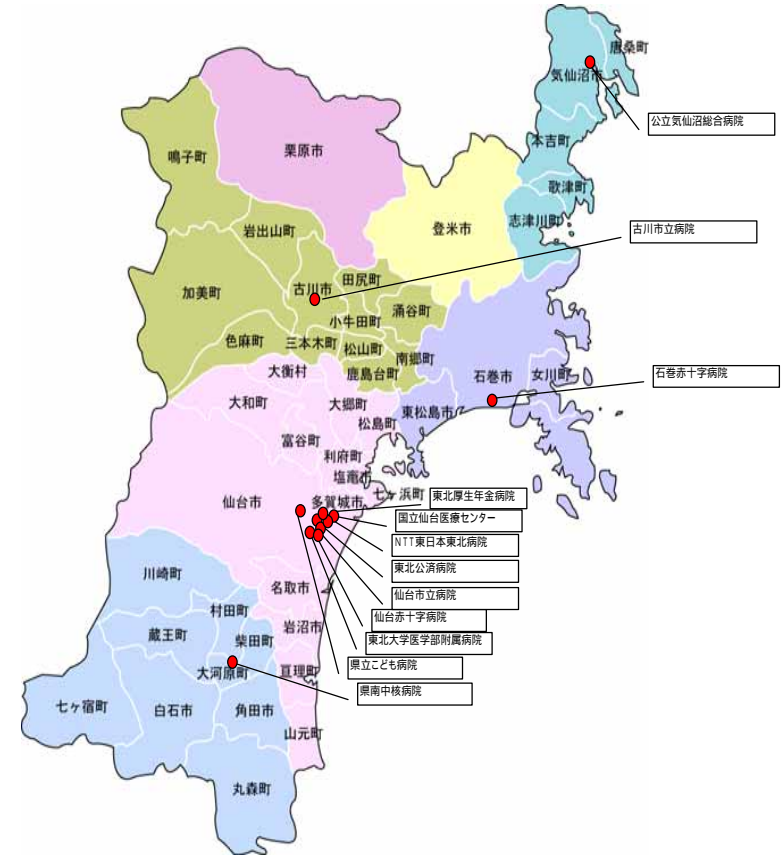 唐桑町
気仙沼市
公立気仙沼総合病院
本吉町
栗原市
鳴子町
歌津町
志津川町
登米市
岩出山町
古川市立病院
田尻町
古川市
加美町
涌谷町
小牛田町
色麻町
三本木町
松山町
南郷町
大衡村
鹿島台町
石巻市
女川町
石巻赤十字病院
大和町
大郷町
東松島市
松島町
富谷町
利府町
塩竃市
七ヶ浜町
東北厚生年金病院
仙台市
多賀城市
国立仙台医療センター
NTT東日本東北病院
東北公済病院
川崎町
名取市
仙台市立病院
村田町
仙台赤十字病院
岩沼市
蔵王町
柴田町
東北大学医学部附属病院
大河原町
亘理町
県立こども病院
県南中核病院
七ヶ宿町
白石市
角田市
山元町
丸森町